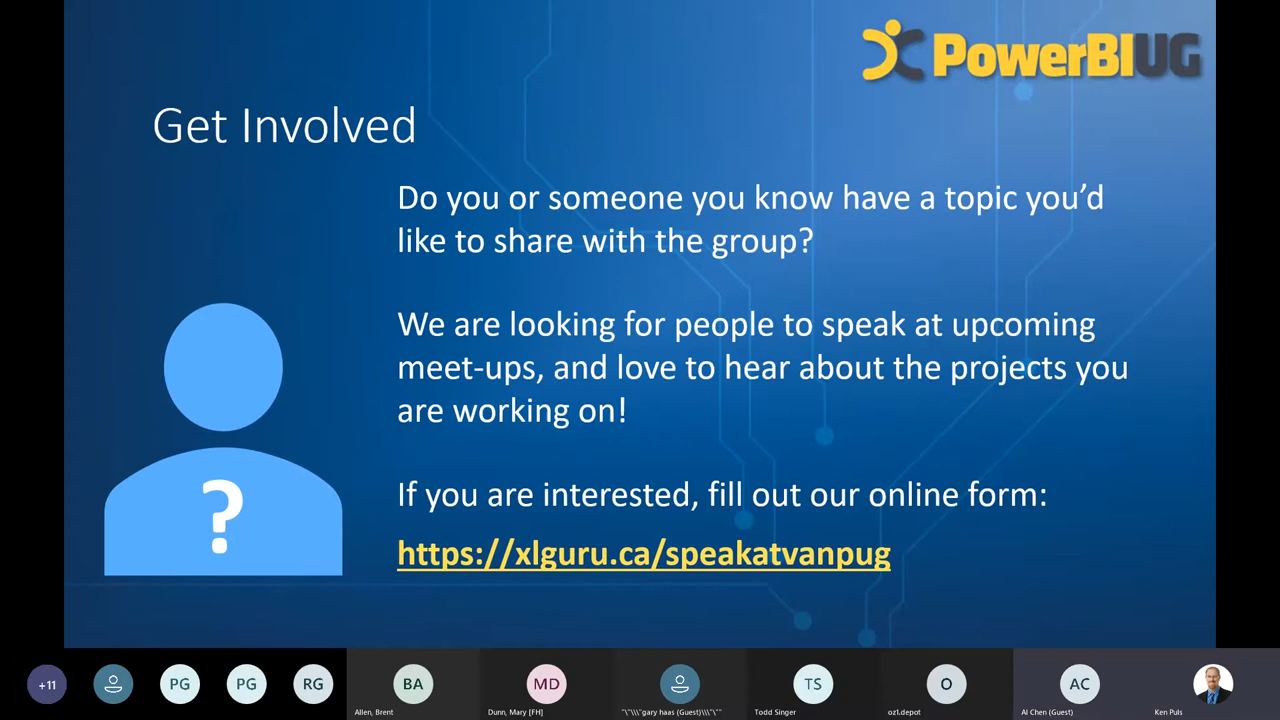 PowerBIUG
Get Involved
Do you or someone you know have a topic you’d
like to share with the group?
We are looking for people to speak at upcoming
meet-ups, and love to hear about the projects you
are working on!
If you are interested, fill out our online form:
https://xlguru.ca/speakatvanpug
?
+11
PG
PG
RG
BA
MD
TS
O
AC
Allen, Brent
Dunn, Mary [FH]
"\"\\\"gary haas (Guest)\\\"\""
Todd Singer
oz1.depot
Al Chen (Guest)
Ken Puls